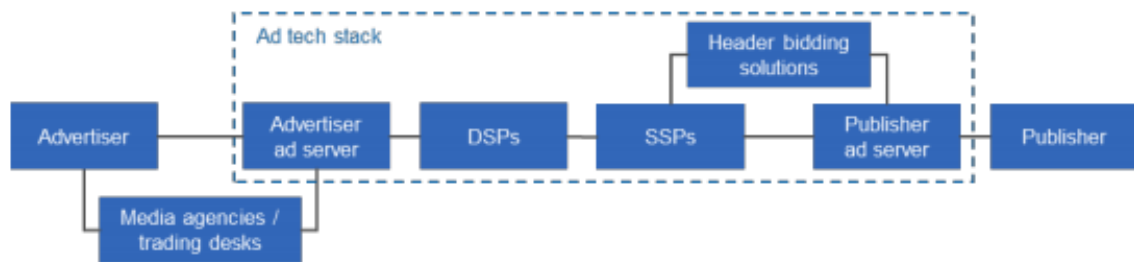 Ad tech stack
Header bidding
solutions
Advertiser
Advertiser
ad server
DSPs
SSPs
Publisher
ad server
Publisher
Media agencies /
trading desks